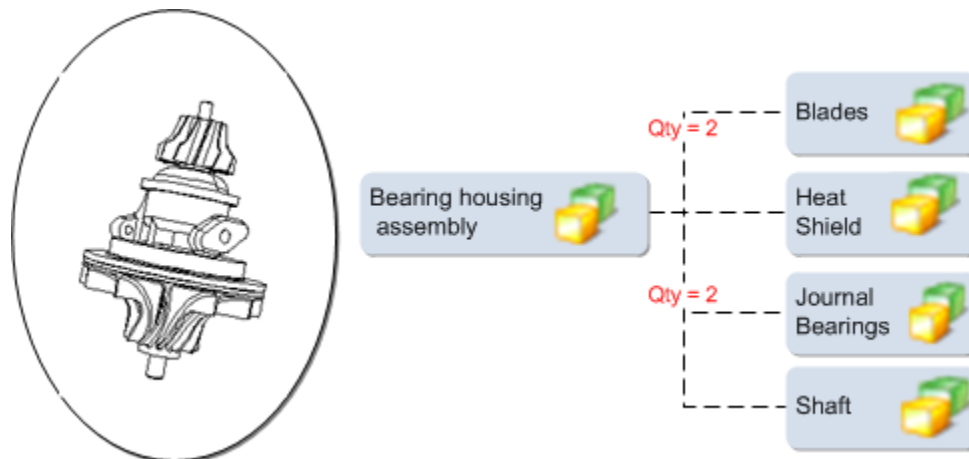 Bearing housing
assembly
Qty = 2
Blades
Heat
Shield
Qty = 2
Journal
Bearings
Shaft